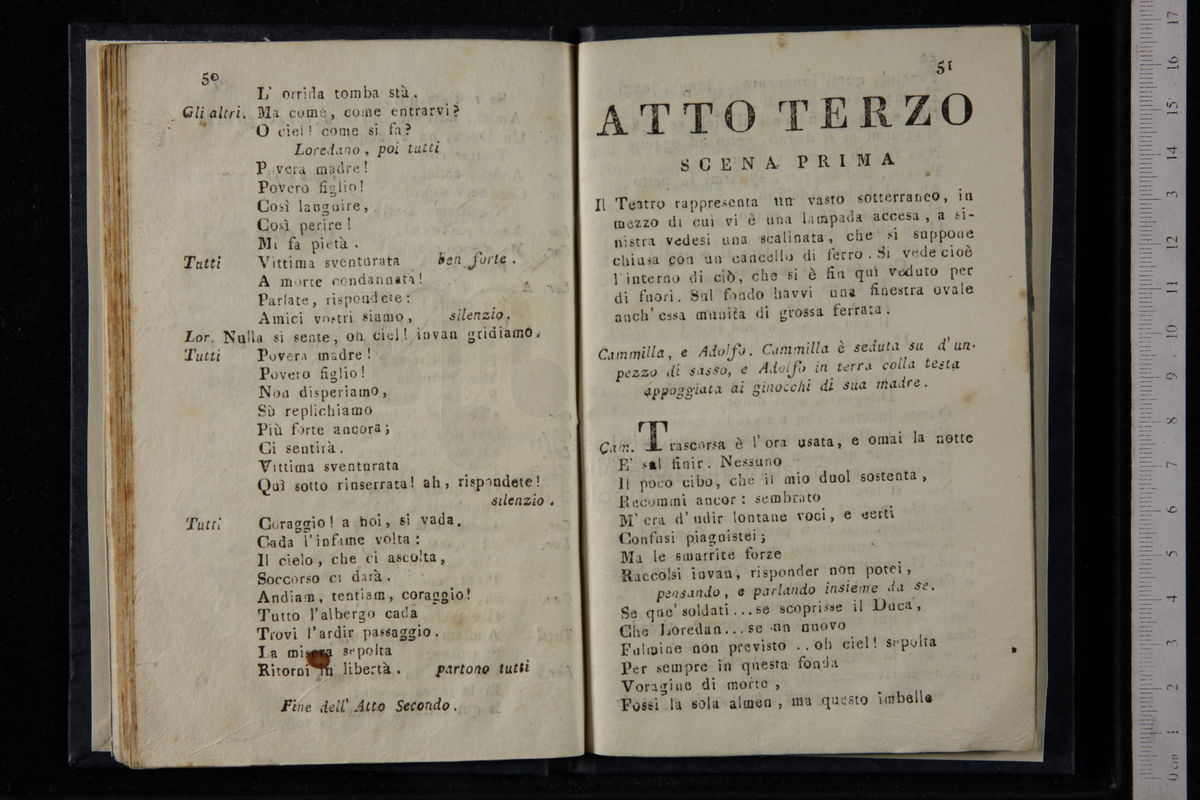 50
L' orrida tomba stà.
Gli altri. Ma come, come entrarvi?
O ciel! come si fa?
Loredano, poi tutti
P vera madre!
Povero figlio!
Così languire,
Così perire!
Mi fa pietà.
Tutti Vittima sventurata ben forte.
A morte condannata!
Parlate, rispondete:
Amici vostri siamo, silenzio.
Lor. Nulla si sente, oh ciel! invan gridiamo.
Tutti Povera madre!
Povero figlio!
Non disperiamo,
Sù replichiamo
Più forte ancora;
Ci sentirà.
Vittima sventurata
Quì sotto rinserrata! ah, rispondete!
silenzio.
Tutti Coraggio! a noi, si vada.
Cada l'infame volta:
Il cielo, che ci ascolta,
Soccorso ci darà.
Andiam, tentiam, coraggio!
Tutto l'albergo cada
Trovi l'ardir passaggio.
La misera sepolta
Ritorni in libertà. partono tutti
Fine dell' Atto Secondo.
51
ATTO TERZO
SCENA PRIMA
Il Teatro rappresenta un vasto sotterraneo, in
mezzo di cui vi è una lampada accesa, a si-
nistra vedesi una scalinata, che si suppone
chiusa con un cancello di ferro. Si vede cioè
l'interno di ciò, che si è fin quì veduto per
di fuori. Sul fondo havvi una finestra ovale
anch' essa munita di grossa ferrata.
Cammilla, e Adolfo. Cammilla è seduta su d'un
pezzo di sasso, e Adolfo in terra colla testa
appoggiata ai ginocchi di sua madre.
Cam. Trascorsa è l'ora usata, e omai la notte
E' sul finir. Nessuno
Il poco cibo, che il mio duol sostenta,
Recommi ancor: sembrato
M' era d' udir lontane voci, e certi
Confusi piagnistei;
Ma le smarrite forze
Raccolsi invan, risponder non potei,
pensando, e parlando insieme da se.
Se que' soldati... se scoprisse il Duca,
Che Loredan... se un nuovo
Fulmine non previsto .. oh ciel! sepolta
Per sempre in questa fonda
Voragine di morte,
Fossi la sola almen, ma questo imbelle